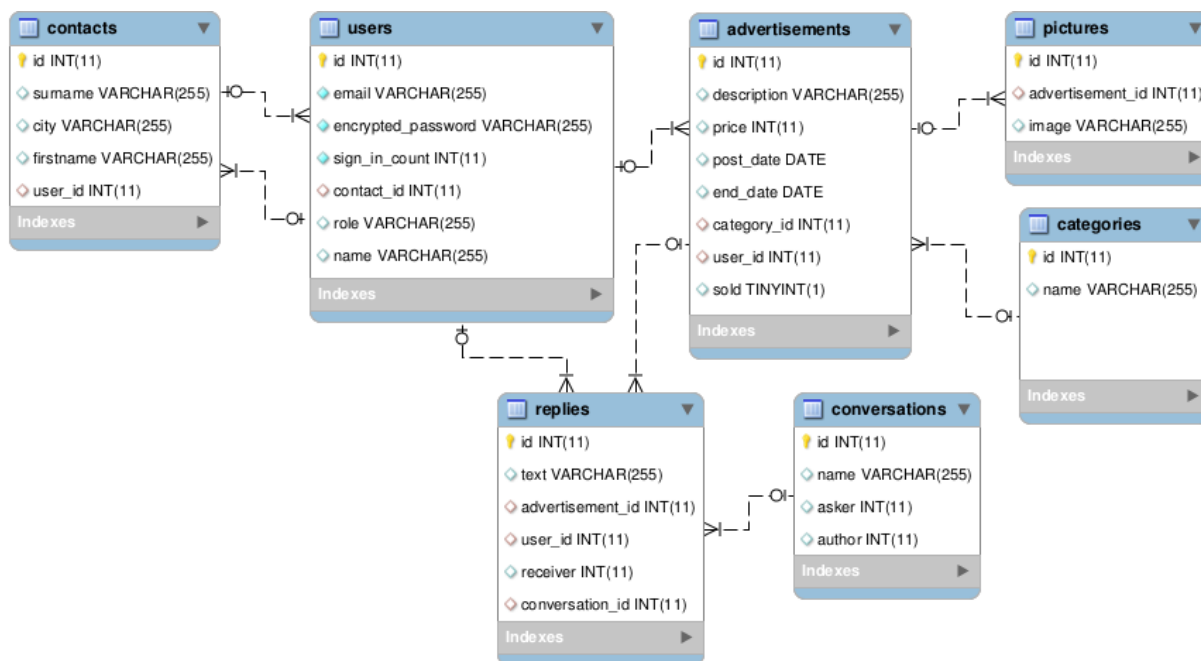 contacts
id INT(11)
surname VARCHAR(255)
city VARCHAR(255)
firstname VARCHAR(255)
user_id INT(11)
Indexes
users
id INT(11)
email VARCHAR(255)
encrypted_password VARCHAR(255)
sign_in_count INT(11)
contact_id INT(11)
role VARCHAR(255)
name VARCHAR(255)
Indexes
advertisements
id INT(11)
description VARCHAR(255)
price INT(11)
post_date DATE
end_date DATE
category_id INT(11)
user_id INT(11)
sold TINYINT(1)
Indexes
pictures
id INT(11)
advertisement_id INT(11)
image VARCHAR(255)
Indexes
categories
id INT(11)
name VARCHAR(255)
Indexes
replies
id INT(11)
text VARCHAR(255)
advertisement_id INT(11)
user_id INT(11)
receiver INT(11)
conversation_id INT(11)
Indexes
conversations
id INT(11)
name VARCHAR(255)
asker INT(11)
author INT(11)
Indexes